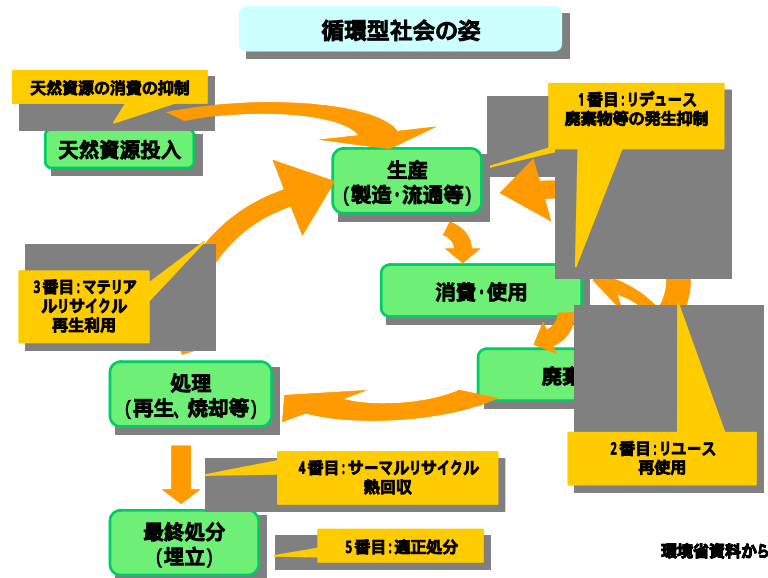 循環型社会の姿
天然資源の消費の抑制
1番目:リデュース
廃棄物等の発生抑制
天然資源投入
生産
(製造・流通等)
3番目:マテリア
ルリサイクル
再生利用
消費・使用
処理
(再生、焼却等)
廃棄
2番目:リユース
再使用
4番目:サーマルリサイクル
熱回収
最終処分
(埋立)
5番目:適正処分
環境省資料から